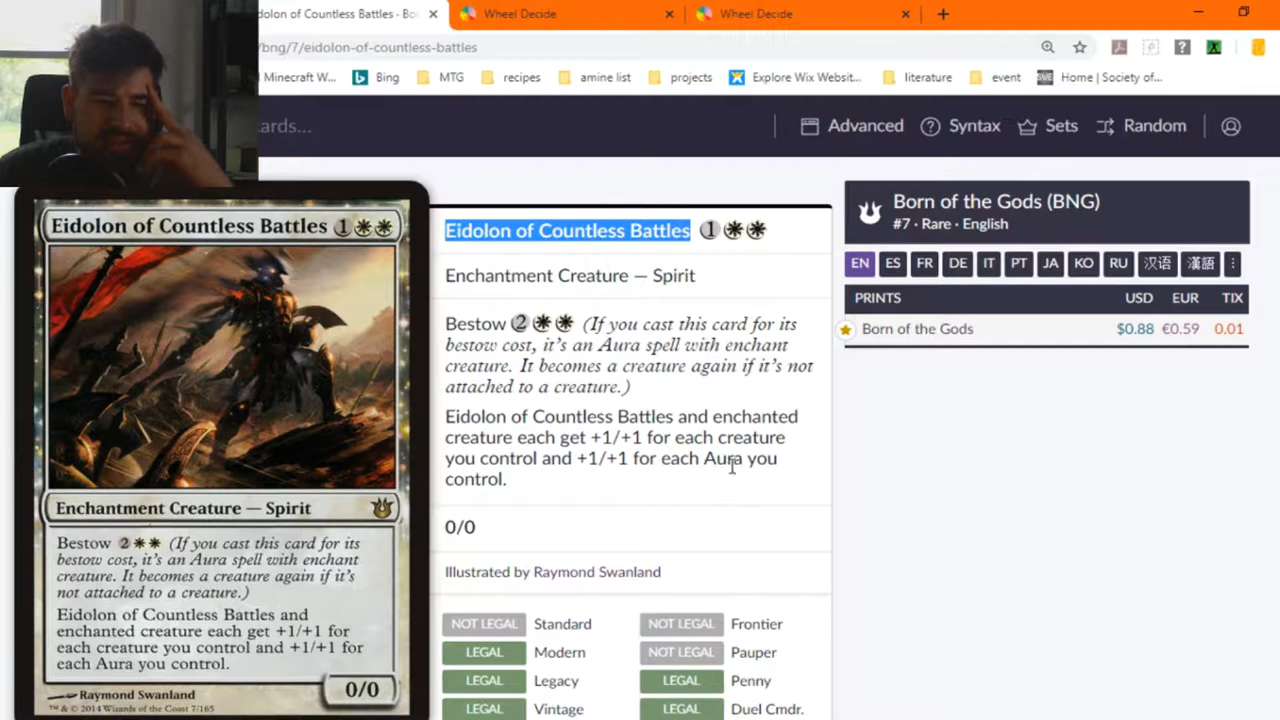 Eidolon of Countless Battles - Bo
Wheel Decide
Wheel Decide
/bng/7/eidolon-of-countless-battles
Minecraft W...
Bing
MTG
recipes
amine list
projects
Explore Wix Websit...
literature
event
Home | Society of...
ards...
Advanced
Syntax
Sets
Random
Eidolon of Countless Battles 1
Enchantment Creature — Spirit
Bestow 2 (If you cast this card for its
bestow cost, it's an Aura spell with enchant
creature. It becomes a creature again if it's
not attached to a creature.)
Eidolon of Countless Battles and
enchanted creature each get +1/+1 for
each creature you control and +1/+1 for
each Aura you control.
0/0
Raymond Swanland
™ & © 2014 Wizards of the Coast 7/165
Eidolon of Countless Battles 1
Enchantment Creature — Spirit
Bestow 2 (If you cast this card for its
bestow cost, it's an Aura spell with enchant
creature. It becomes a creature again if it's not
attached to a creature.)
Eidolon of Countless Battles and enchanted
creature each get +1/+1 for each creature
you control and +1/+1 for each Aura you
control.
0/0
Illustrated by Raymond Swanland
NOT LEGAL Standard NOT LEGAL Frontier
LEGAL Modern NOT LEGAL Pauper
LEGAL Legacy LEGAL Penny
LEGAL Vintage LEGAL Duel Cmdr.
Born of the Gods (BNG)
#7 · Rare · English
EN ES FR DE IT PT JA KO RU 汉语 漢語
PRINTS USD EUR TIX
Born of the Gods $0.88 €0.59 0.01